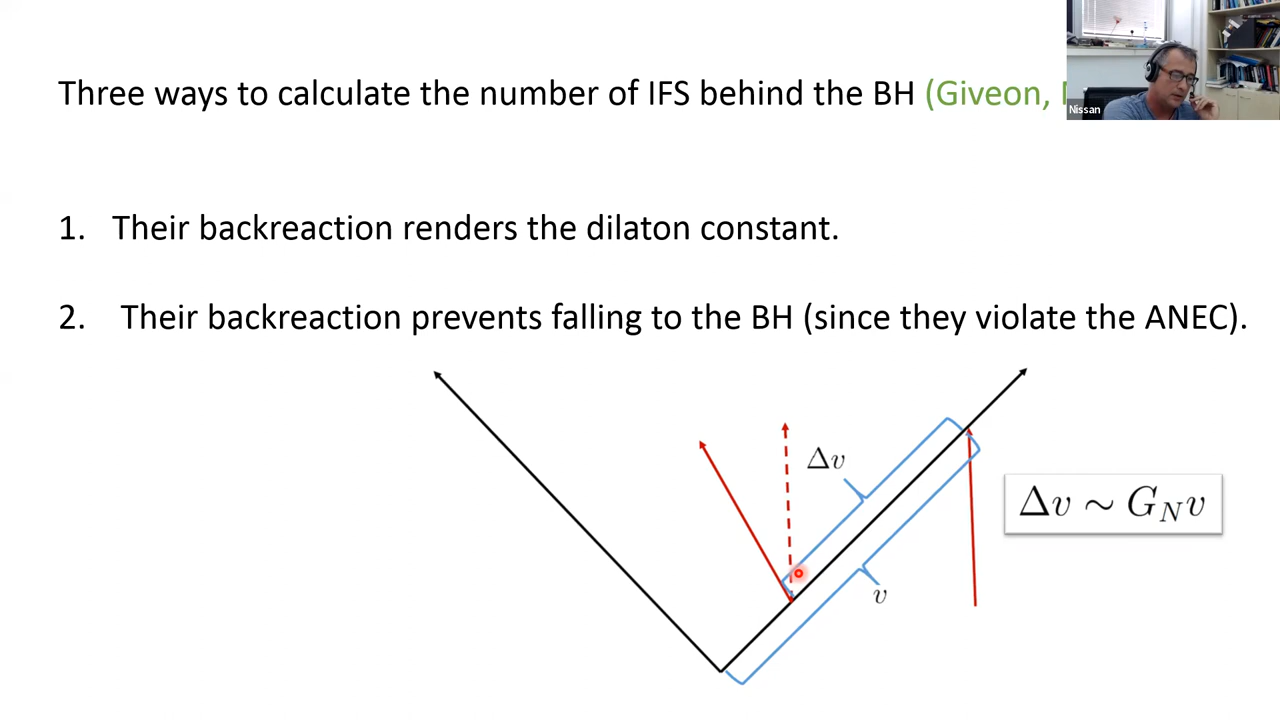 Three ways to calculate the number of IFS behind the BH (Giveon,
Nissan
1. Their backreaction renders the dilaton constant.
2. Their backreaction prevents falling to the BH (since they violate the ANEC).
Δv
Δv ~ G_N v
v